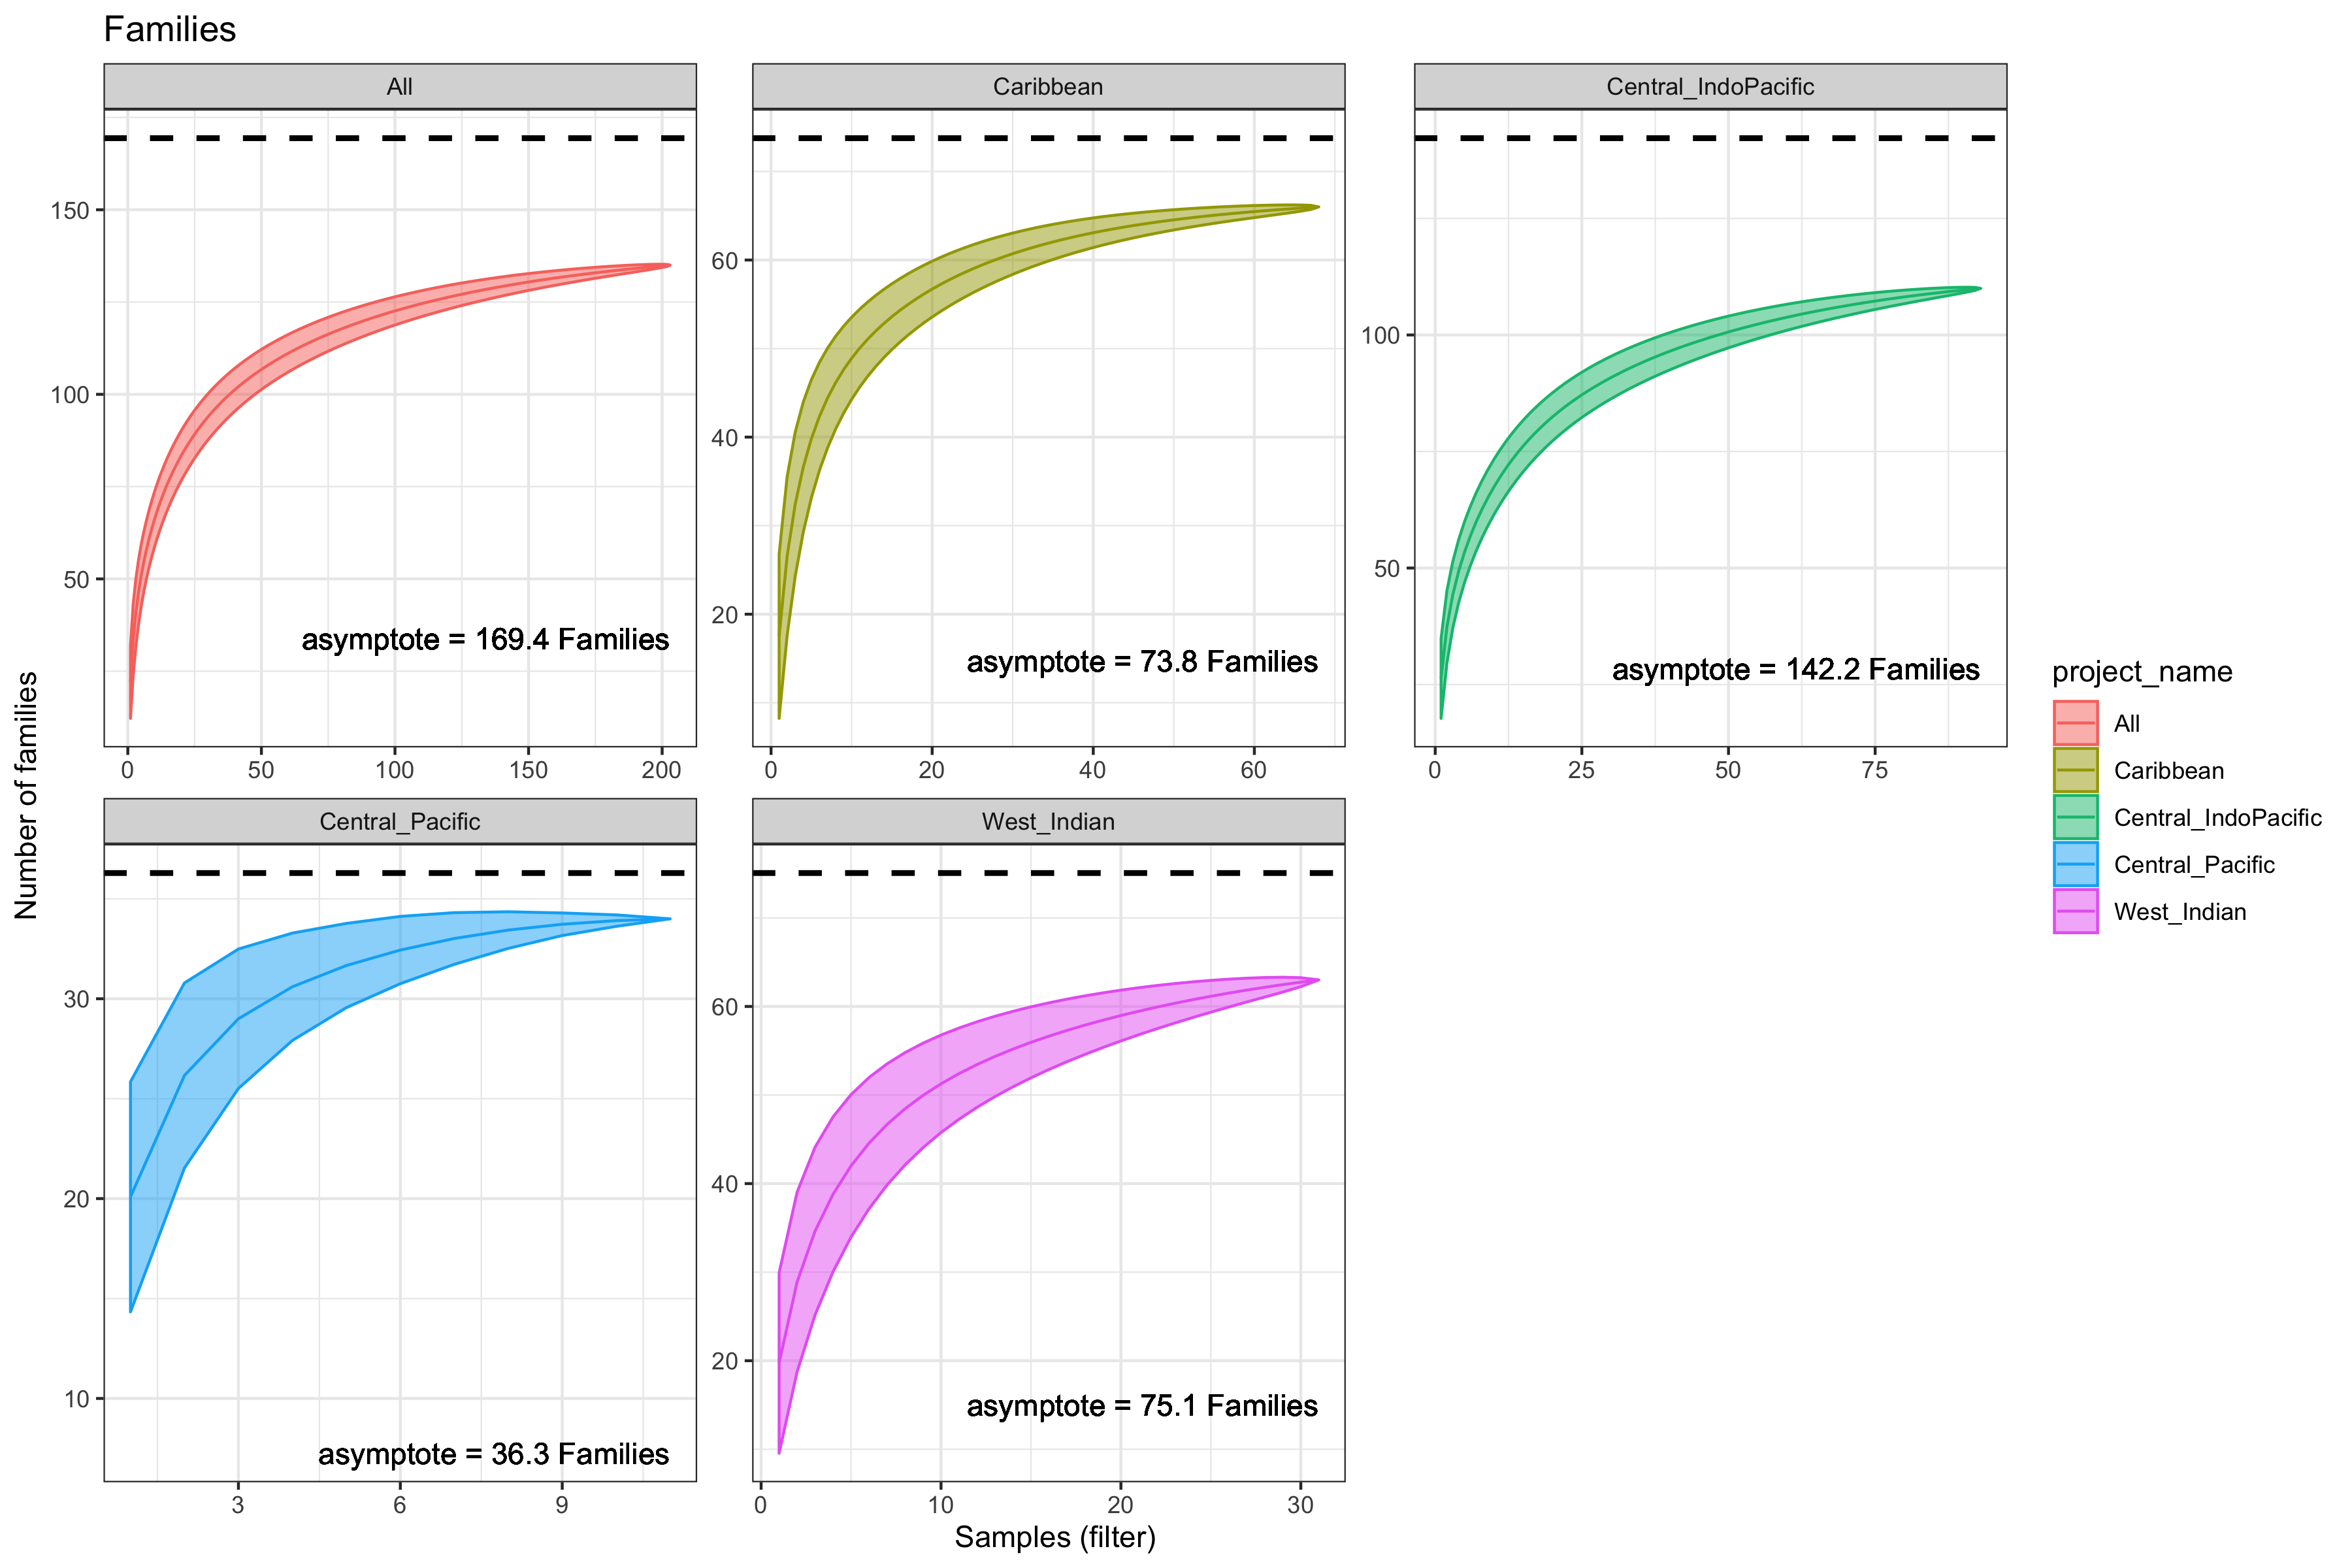 Families
All
Caribbean
Central_IndoPacific
150
100
50
60
40
20
100
50
asymptote = 169.4 Families
asymptote = 73.8 Families
asymptote = 142.2 Families
0 50 100 150 200
0 20 40 60
0 25 50 75
Central_Pacific
West_Indian
30
20
10
60
40
20
asymptote = 36.3 Families
asymptote = 75.1 Families
3 6 9
0 10 20 30
Number of families
Samples (filter)
project_name
All
Caribbean
Central_IndoPacific
Central_Pacific
West_Indian